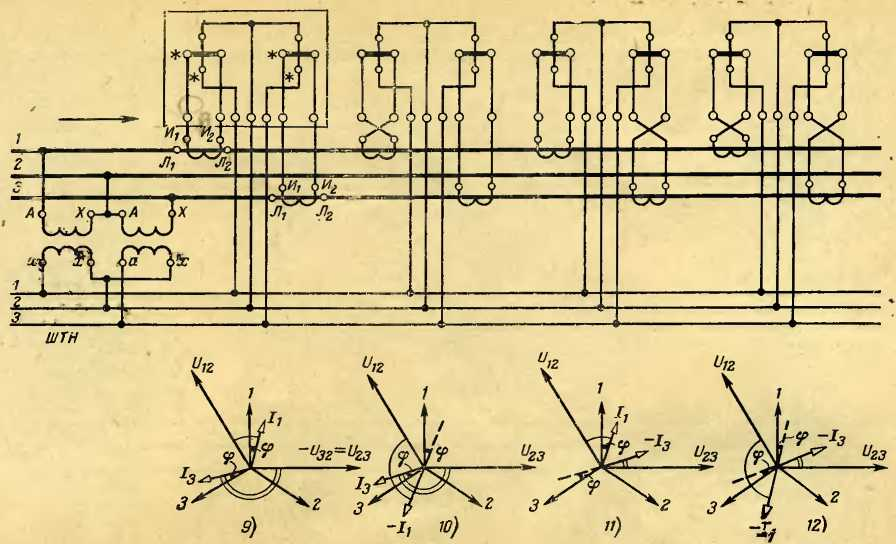 * * * *
И₁ И₂
1 Л₁ Л₂
2
3 И₁ И₂
Л₁ Л₂
A X A X
a x a x
1
2
3
ШТН
U₁₂ 1 I₁ φ φ I₃ -U₃₂=U₂₃ 3 2 9)
U₁₂ 1 φ φ I₃ U₂₃ 3 -I₁ 2 10)
U₁₂ 1 I₁ φ -I₃ U₂₃ φ 3 2 11)
U₁₂ 1 φ -I₃ φ U₂₃ 3 -I₁ 2 12)